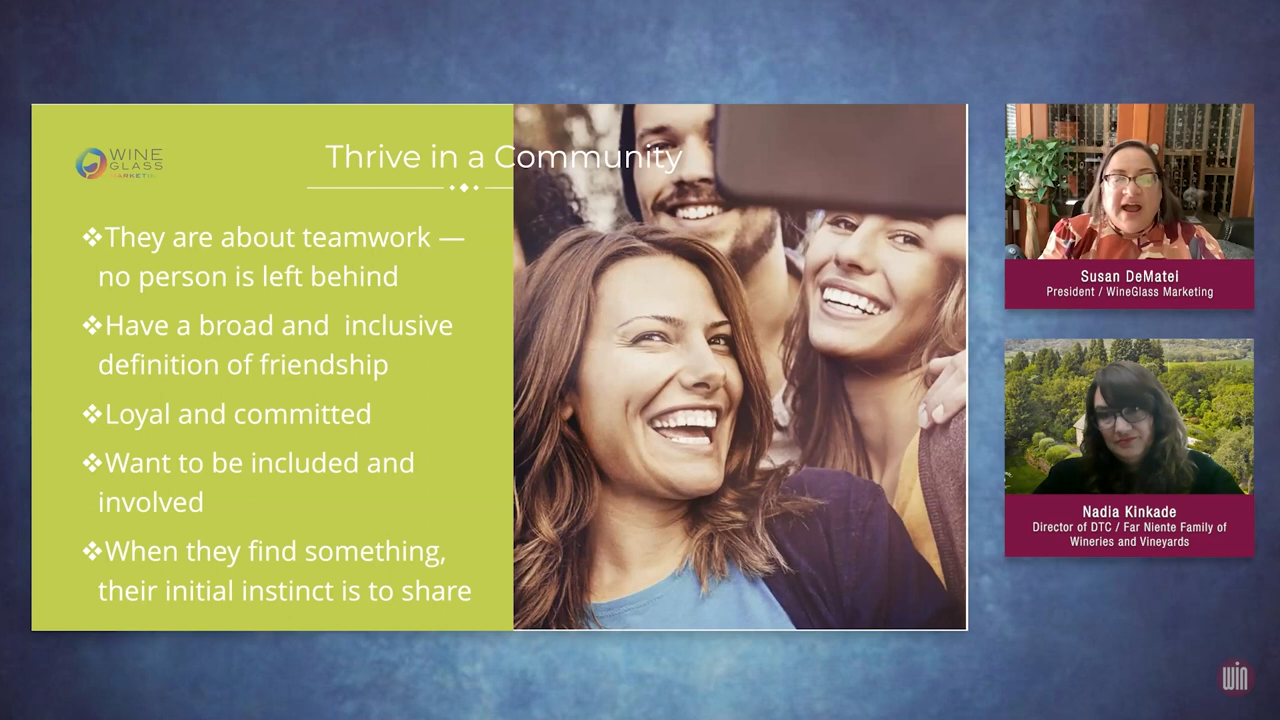 WINE
GLASS
MARKETING
Thrive in a Community
❖They are about teamwork —
no person is left behind
❖Have a broad and  inclusive
definition of friendship
❖Loyal and committed
❖Want to be included and
involved
❖When they find something,
their initial instinct is to share
Susan DeMatei
President / WineGlass Marketing
Nadia Kinkade
Director of DTC / Far Niente Family of
Wineries and Vineyards
win